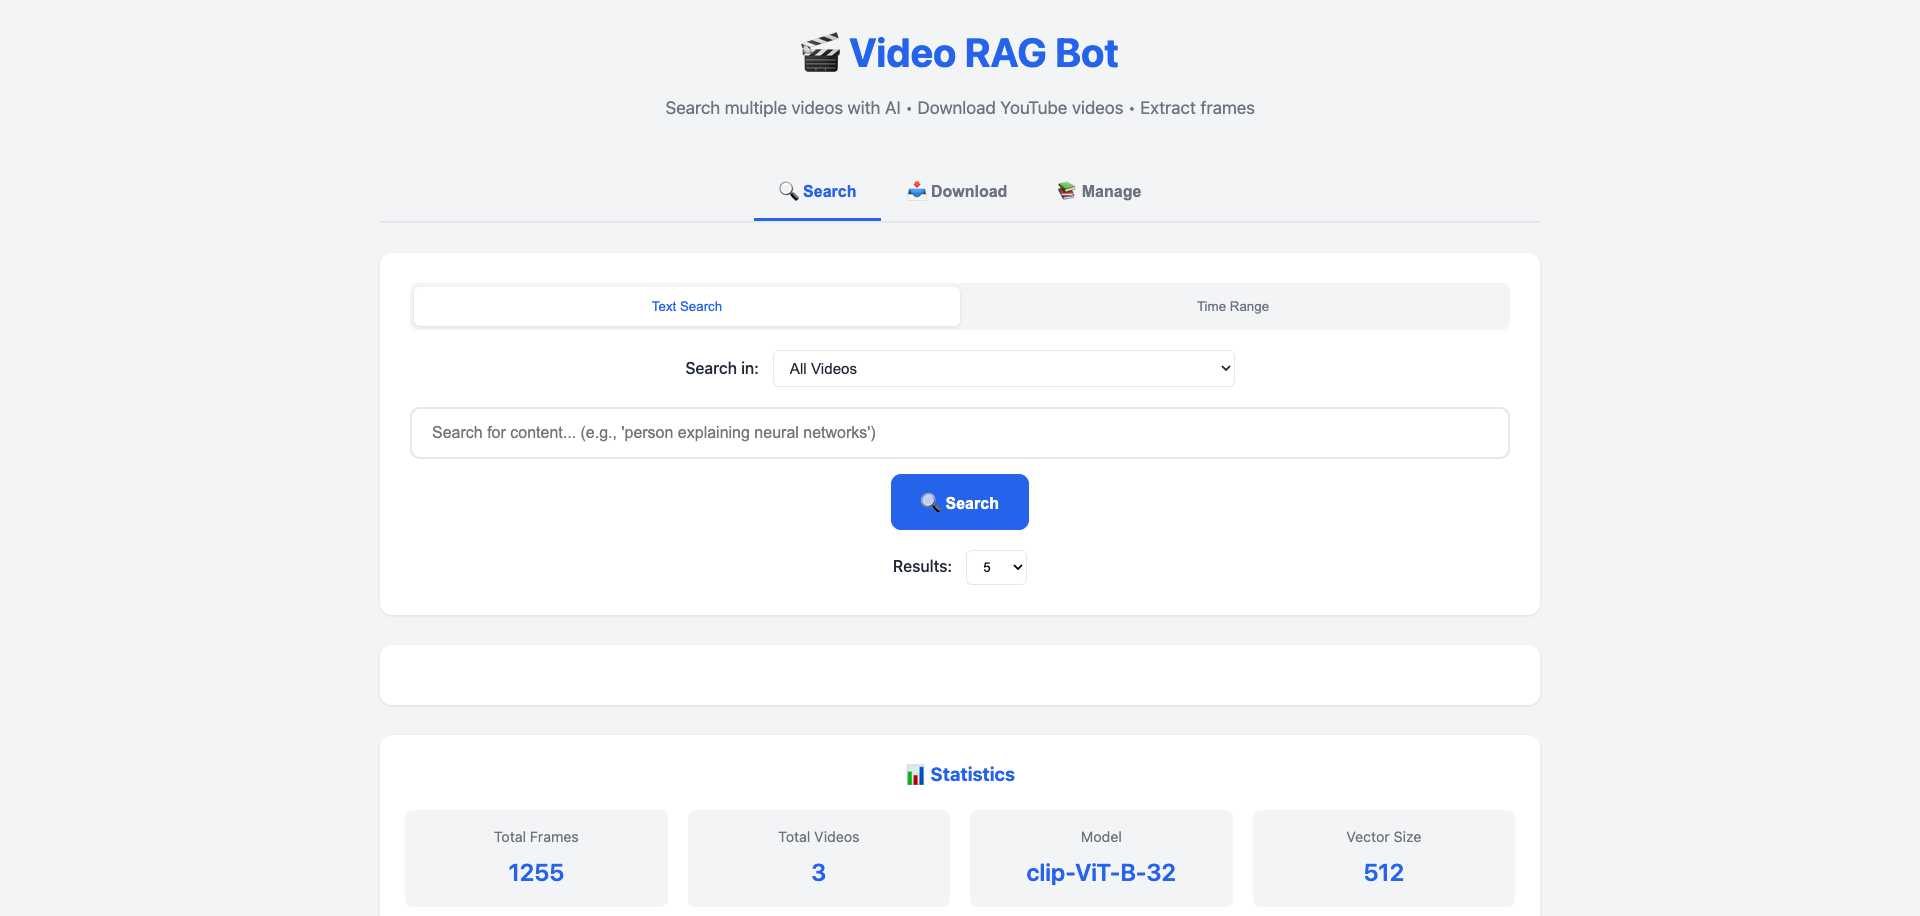 🎬 Video RAG Bot
Search multiple videos with AI • Download YouTube videos • Extract frames
🔍 Search 📥 Download 📚 Manage
Text Search Time Range
Search in: All Videos
Search for content... (e.g., 'person explaining neural networks')
🔍 Search
Results: 5
📊 Statistics
Total Frames Total Videos Model Vector Size
1255 3 clip-ViT-B-32 512